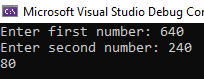 Microsoft Visual Studio Debug Con
Enter first number: 640
Enter second number: 240
80